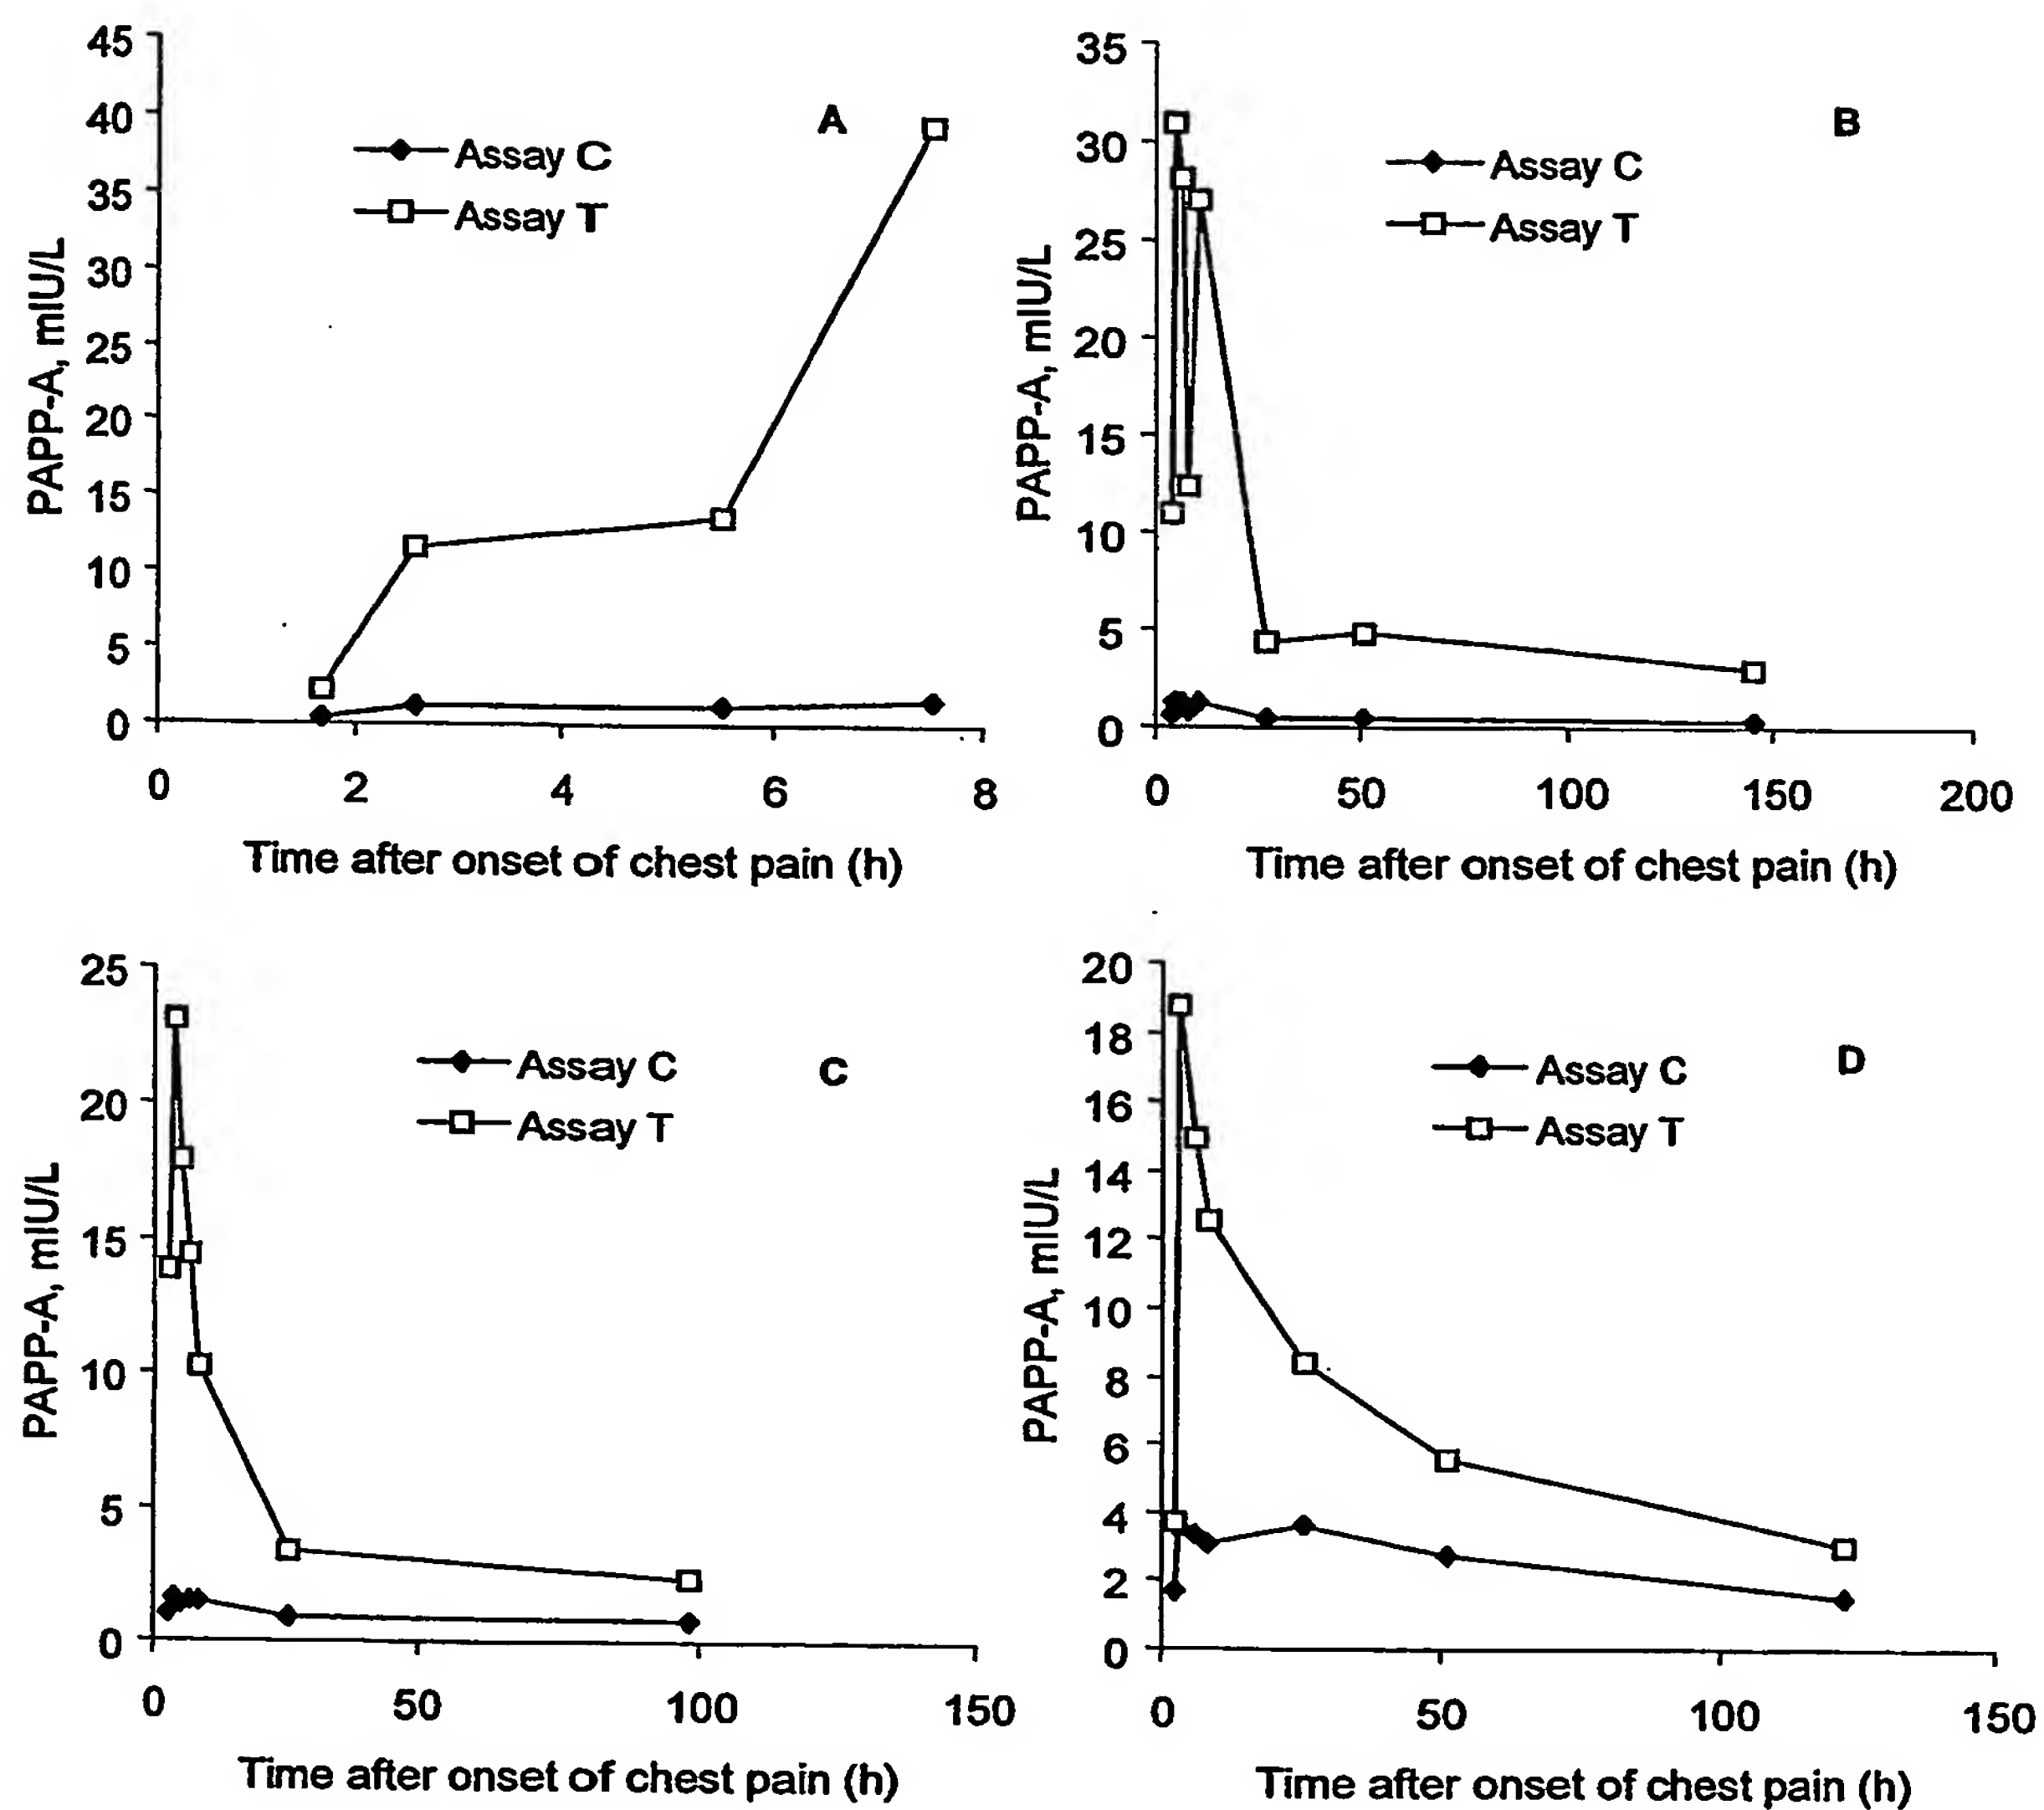 A
45
40
35
30
25
20
15
10
5
0
Assay C
Assay T
PAPP-A, mIU/L
0 2 4 6 8
Time after onset of chest pain (h)
B
35
30
25
20
15
10
5
0
Assay C
Assay T
PAPP-A, mIU/L
0 50 100 150 200
Time after onset of chest pain (h)
C
25
20
15
10
5
0
Assay C
Assay T
PAPP-A, mIU/L
0 50 100 150
Time after onset of chest pain (h)
D
20
18
16
14
12
10
8
6
4
2
0
Assay C
Assay T
PAPP-A, mIU/L
0 50 100 150
Time after onset of chest pain (h)